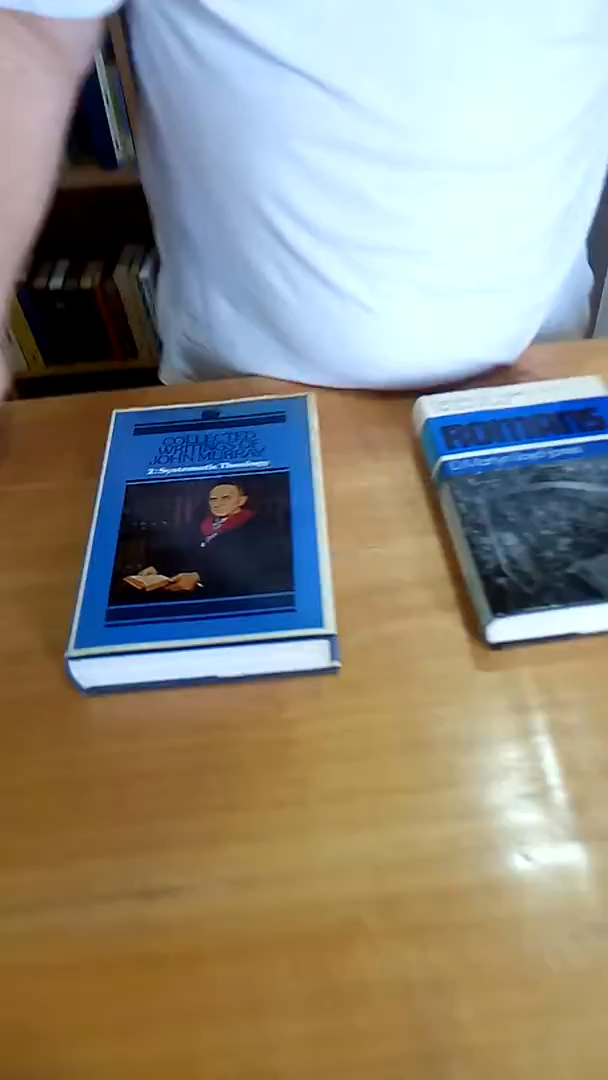 COLLECTED
WRITINGS OF
JOHN MURRAY
2: Systematic Theology
ROMANS